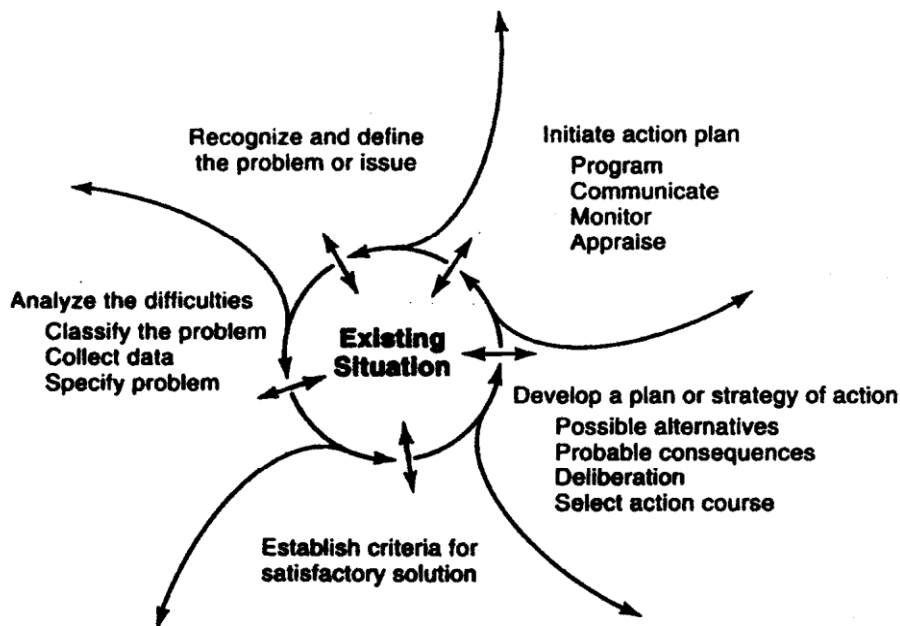 Recognize and define
the problem or issue
Initiate action plan
Program
Communicate
Monitor
Appraise
Analyze the difficulties
Classify the problem
Collect data
Specify problem
Existing
Situation
Develop a plan or strategy of action
Possible alternatives
Probable consequences
Deliberation
Select action course
Establish criteria for
satisfactory solution